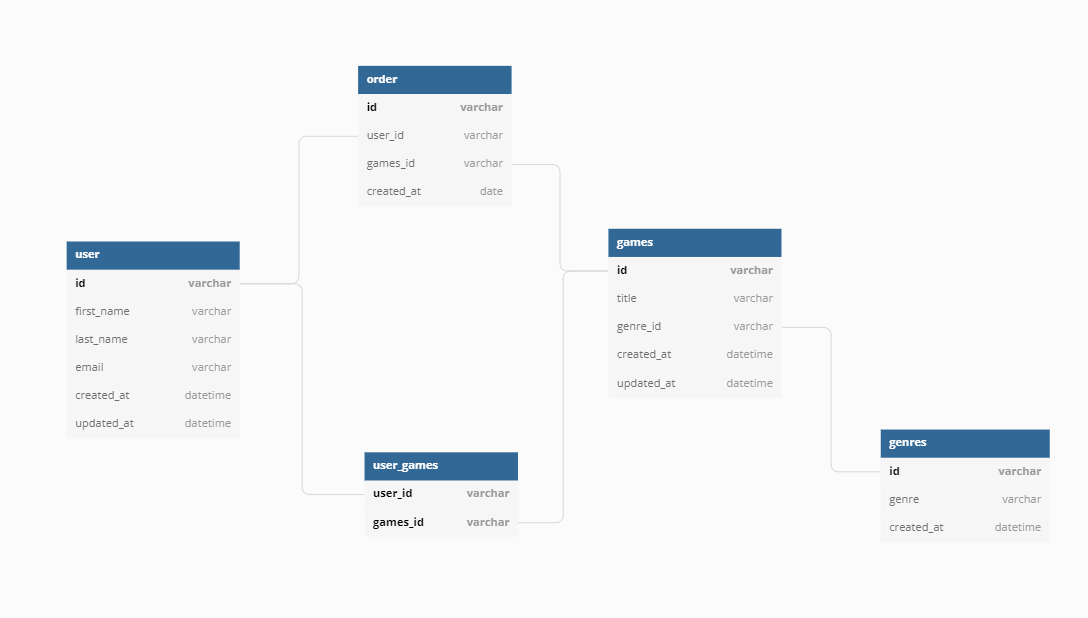 order
id varchar
user_id varchar
games_id varchar
created_at date
user
id varchar
first_name varchar
last_name varchar
email varchar
created_at datetime
updated_at datetime
games
id varchar
title varchar
genre_id varchar
created_at datetime
updated_at datetime
user_games
user_id varchar
games_id varchar
genres
id varchar
genre varchar
created_at datetime